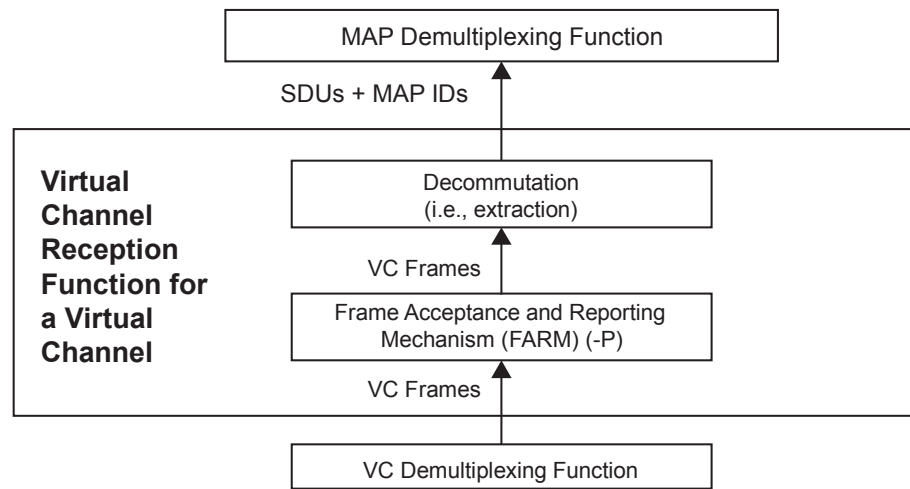 MAP Demultiplexing Function
SDUs + MAP IDs
Virtual
Channel
Reception
Function for
a Virtual
Channel
Decommutation
(i.e., extraction)
VC Frames
Frame Acceptance and Reporting
Mechanism (FARM) (-P)
VC Frames
VC Demultiplexing Function